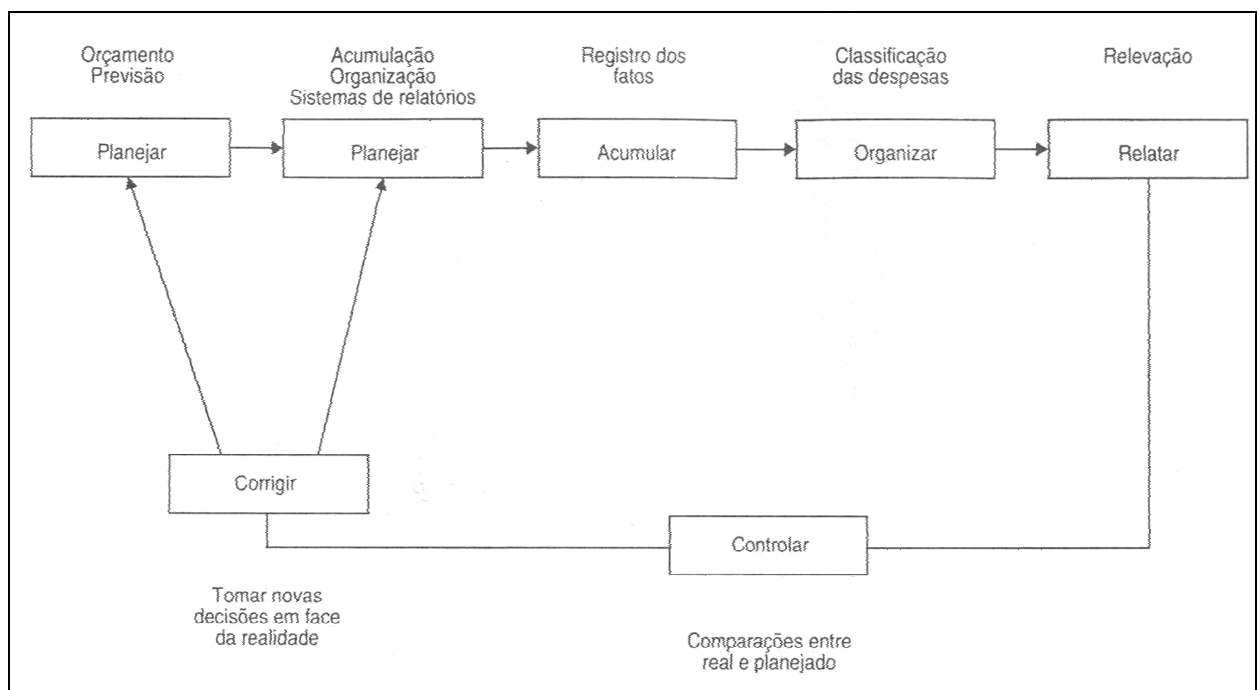 Orçamento
Previsão
Acumulação
Organização
Sistemas de relatórios
Registro dos
fatos
Classificação
das despesas
Relevação
Planejar
Planejar
Acumular
Organizar
Relatar
Corrigir
Controlar
Tomar novas
decisões em face
da realidade
Comparações entre
real e planejado